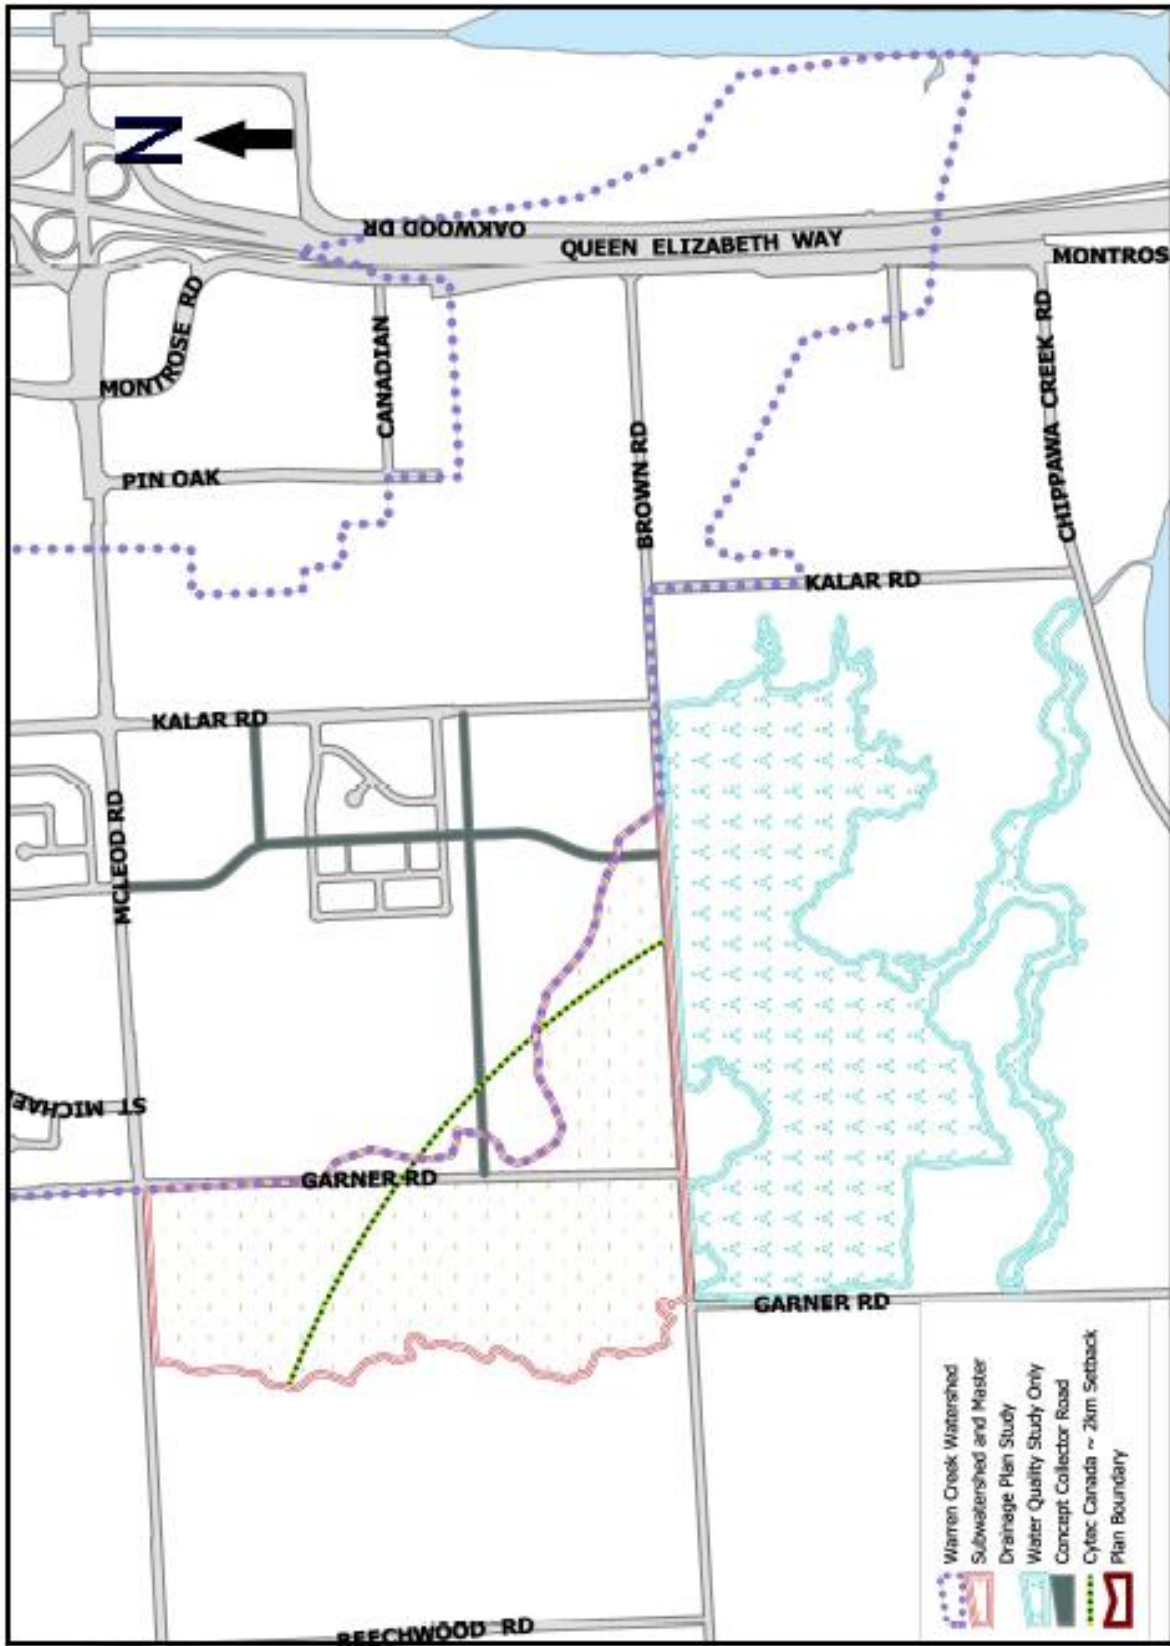 N
OAKWOOD DR
QUEEN ELIZABETH WAY
MONTROS
MONTROSE RD
CANADIAN
CHIPPAWA CREEK RD
PIN OAK
BROWN RD
KALAR RD
KALAR RD
MCLEOD RD
ST MICHAE
GARNER RD
GARNER RD
BEECHWOOD RD
Warren Creek Watershed
Subwatershed and Master
Drainage Plan Study
Water Quality Study Only
Concept Collector Road
Cytec Canada ~ 2km Setback
Plan Boundary